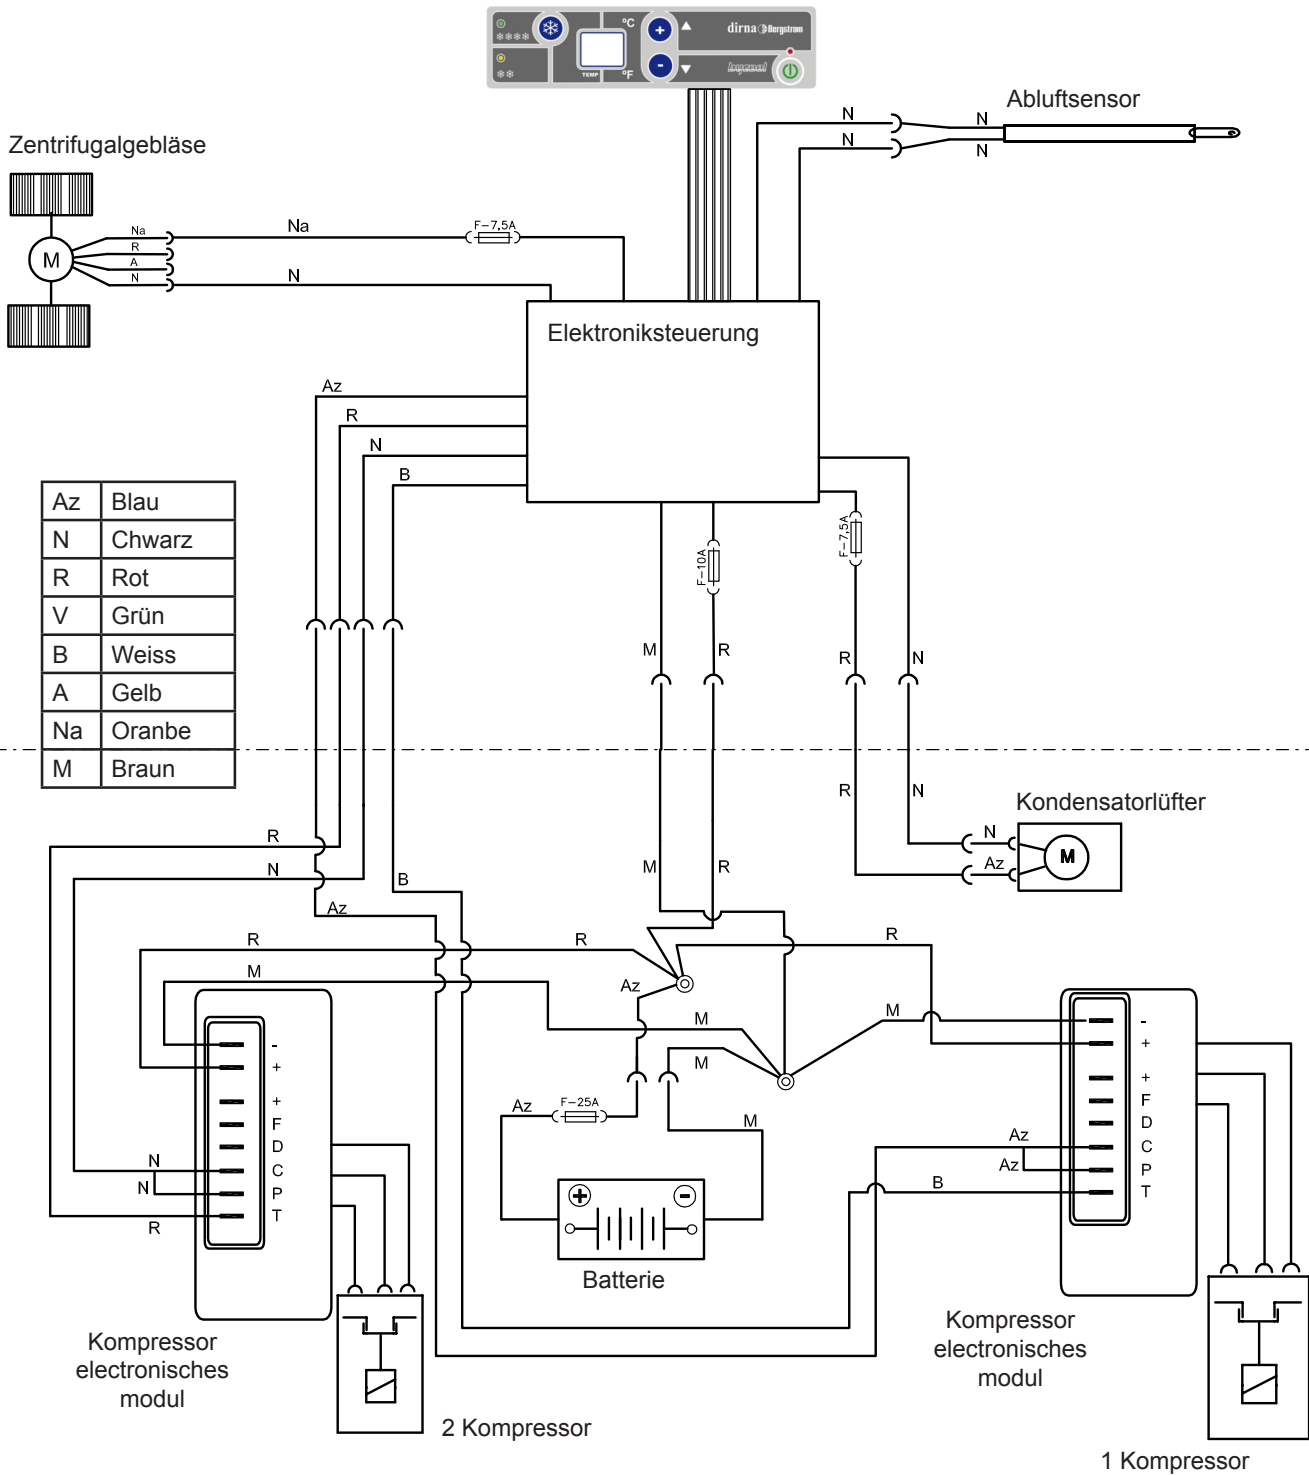 °C
+
dirna Bergstrom
-
TEMP
°F
bycool
Abluftsensor
N
N
N
N
Zentrifugalgebläse
Na
R
A
N
M
Na
F-7,5A
N
Elektroniksteuerung
Az
R
N
B
Az Blau
N Chwarz
R Rot
V Grün
B Weiss
A Gelb
Na Oranbe
M Braun
F-10A
F-7,5A
M
R
R
N
R
N
Kondensatorlüfter
N
Az
M
R
N
B
Az
M
R
R
R
R
M
Az
M
M
M
-
+
+
F
D
C
P
T
N
N
R
Az
F-25A
M
+
-
Batterie
-
+
+
F
D
C
P
T
Az
Az
B
Kompressor
electronisches
modul
2 Kompressor
Kompressor
electronisches
modul
1 Kompressor